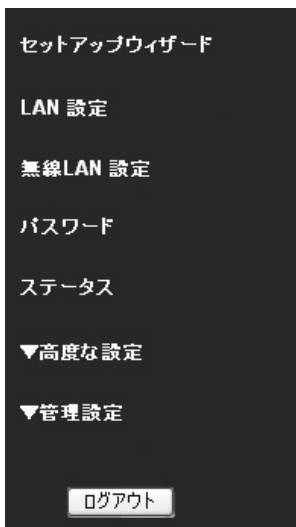 セットアップウィザード
LAN 設定
無線LAN 設定
パスワード
ステータス
▼高度な設定
▼管理設定
ログアウト